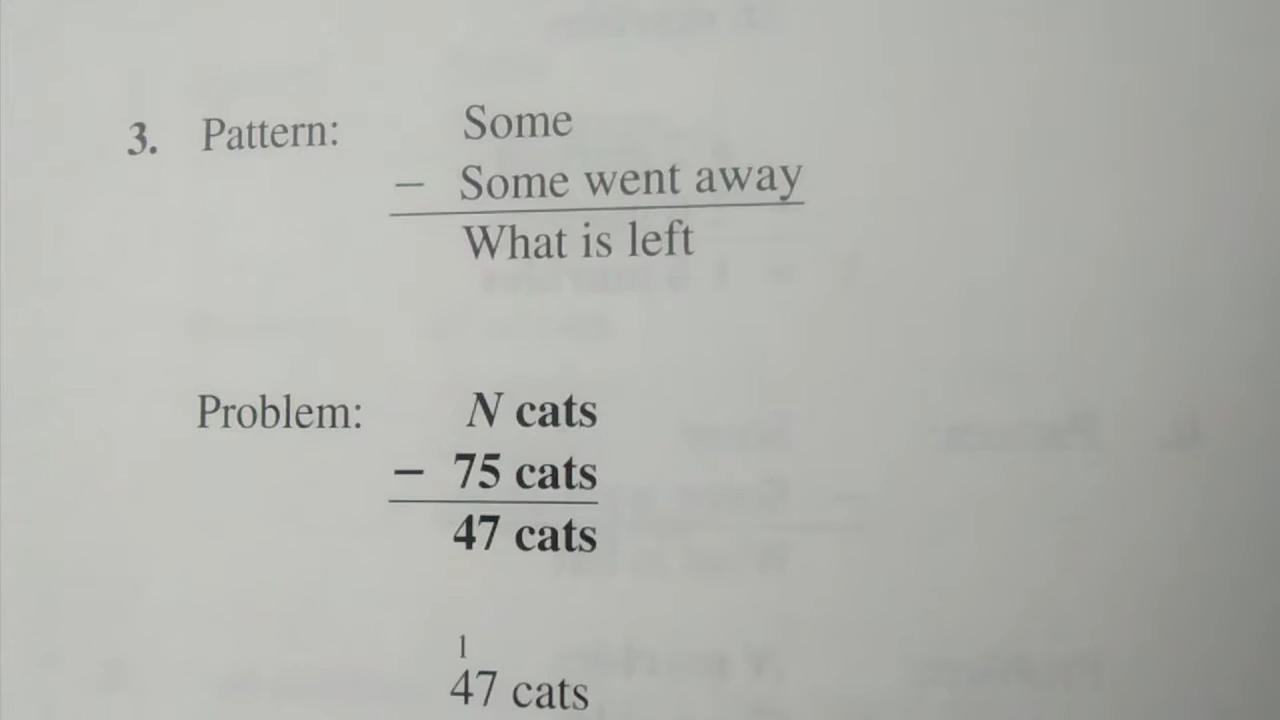 3. Pattern: Some
− Some went away
What is left
Problem: N cats
− 75 cats
47 cats
1
47 cats